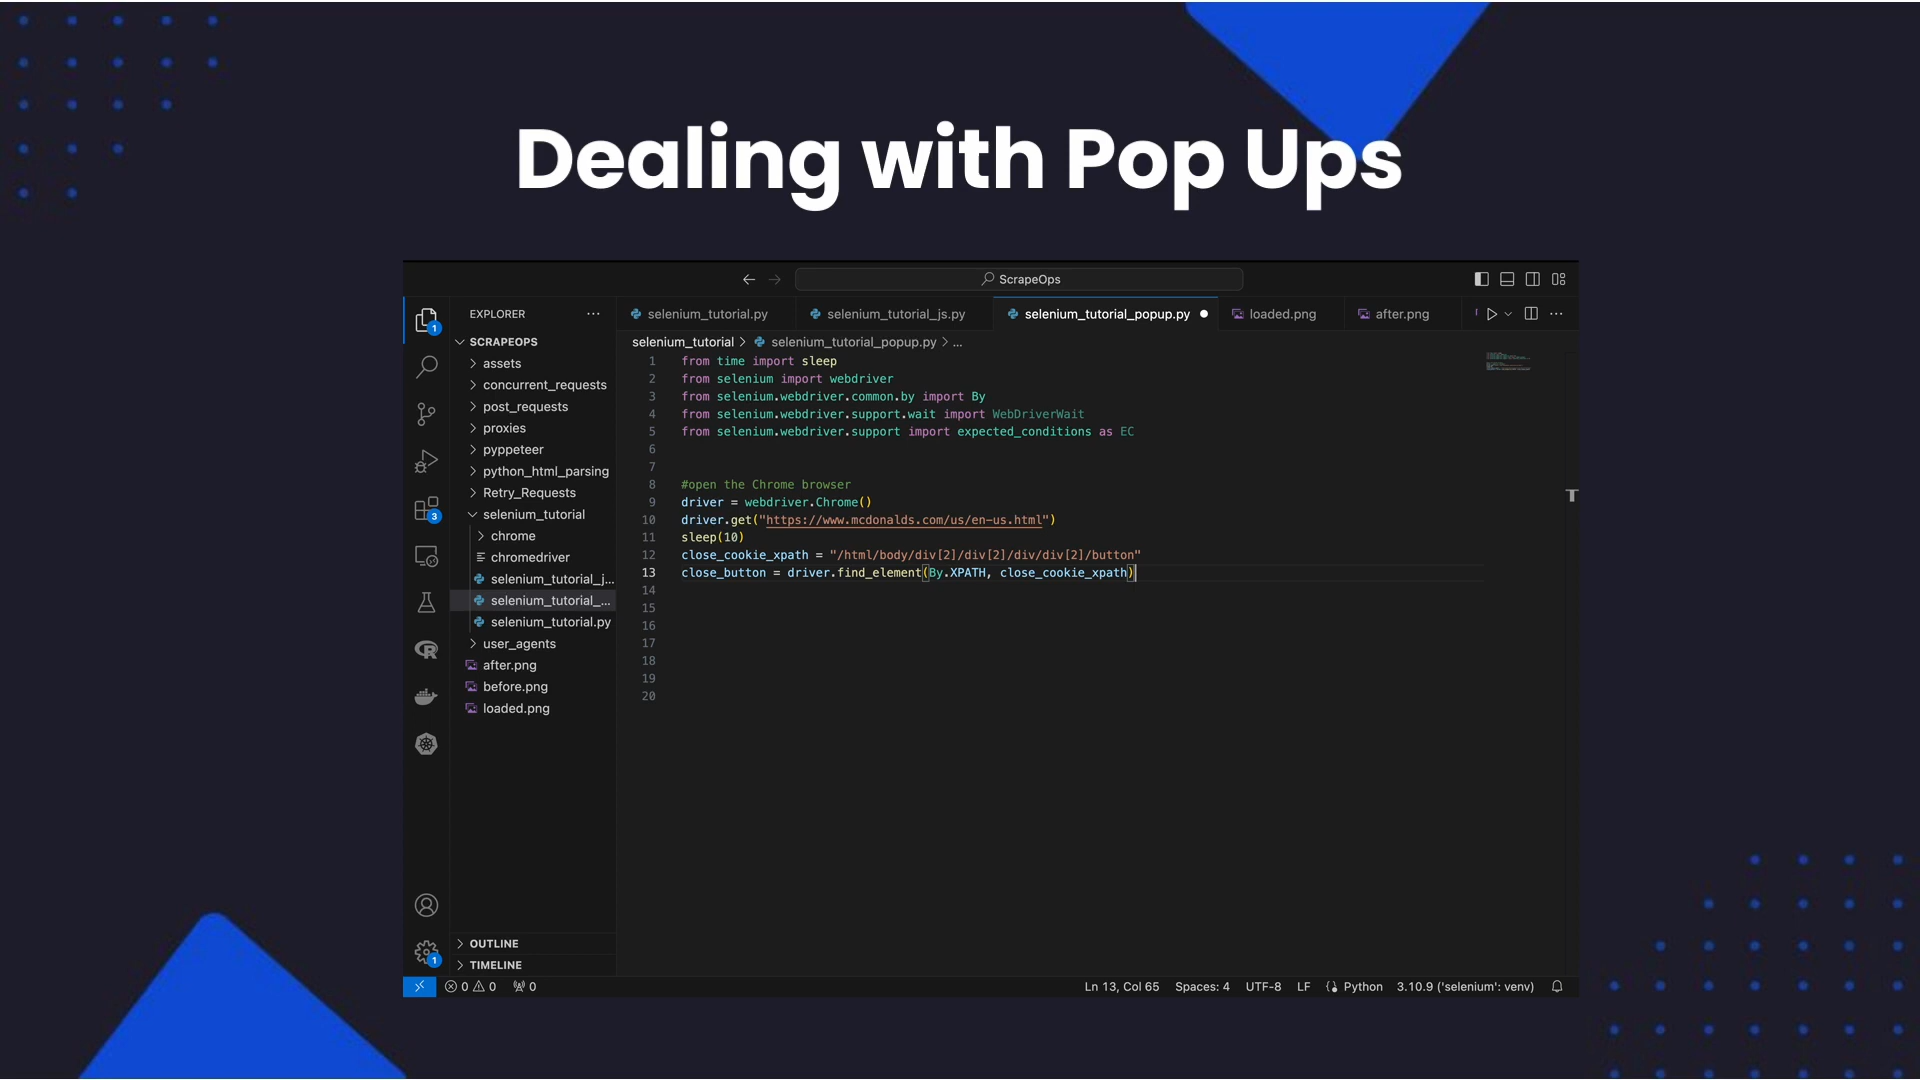 Dealing with Pop Ups
ScrapeOps
EXPLORER
selenium_tutorial.py
selenium_tutorial_js.py
selenium_tutorial_popup.py
loaded.png
after.png
SCRAPEOPS
selenium_tutorial > selenium_tutorial_popup.py > ...
assets
concurrent_requests
post_requests
proxies
pyppeteer
python_html_parsing
Retry_Requests
selenium_tutorial
chrome
chromedriver
selenium_tutorial_j...
selenium_tutorial_...
selenium_tutorial.py
user_agents
after.png
before.png
loaded.png
OUTLINE
TIMELINE
1 from time import sleep
2 from selenium import webdriver
3 from selenium.webdriver.common.by import By
4 from selenium.webdriver.support.wait import WebDriverWait
5 from selenium.webdriver.support import expected_conditions as EC
6
7
8 #open the Chrome browser
9 driver = webdriver.Chrome()
10 driver.get("https://www.mcdonalds.com/us/en-us.html")
11 sleep(10)
12 close_cookie_xpath = "/html/body/div[2]/div[2]/div/div[2]/button"
13 close_button = driver.find_element(By.XPATH, close_cookie_xpath)
14
15
16
17
18
19
20
1
3
1
0 0 0
Ln 13, Col 65 Spaces: 4 UTF-8 LF Python 3.10.9 ('selenium': venv)